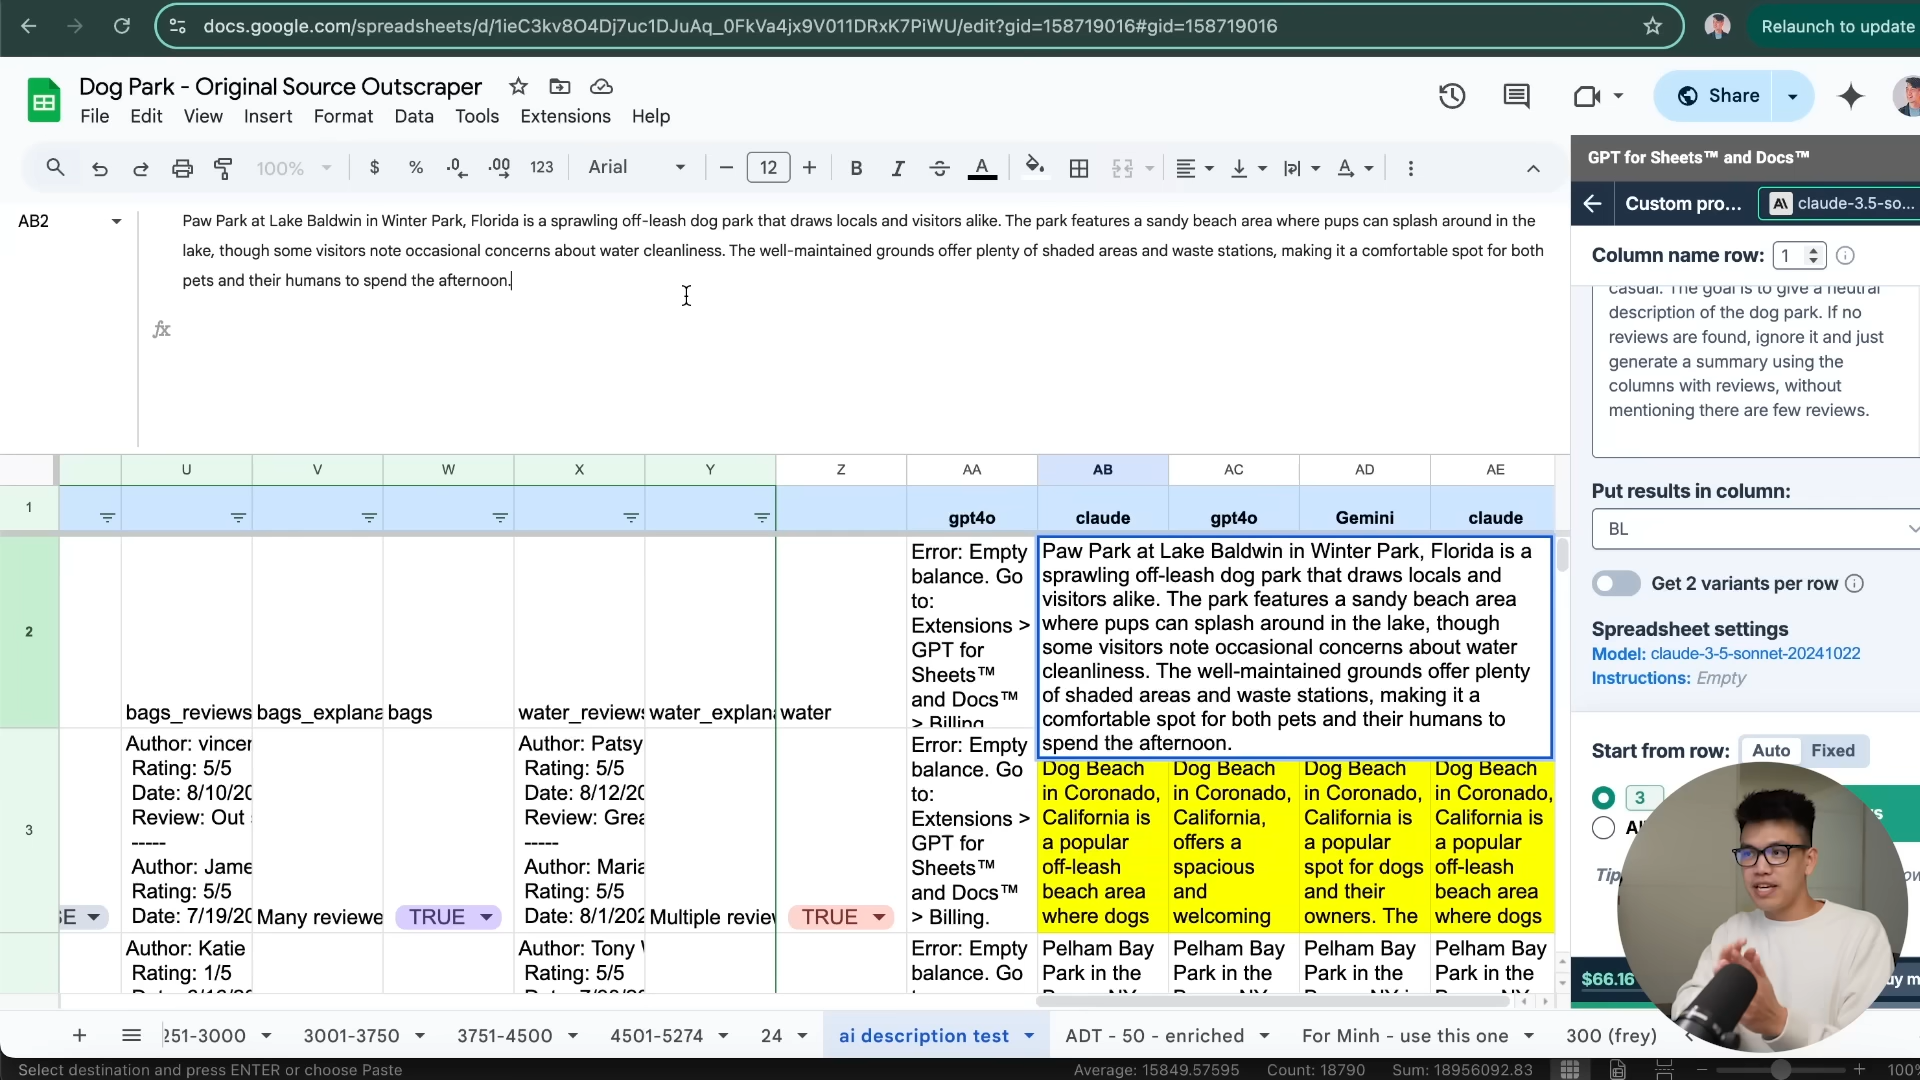 docs.google.com/spreadsheets/d/1ieC3kv8O4Dj7uc1DJuAq_0FkVa4jx9V011DRxK7PiWU/edit?gid=158719016#gid=158719016
Relaunch to update
Dog Park - Original Source Outscraper
File Edit View Insert Format Data Tools Extensions Help
Share
100% $ % .0 .00 123 Arial 12 B I A
GPT for Sheets™ and Docs™
Custom pro... claude-3.5-so...
Column name row: 1
casual. The goal is to give a neutral
description of the dog park. If no
reviews are found, ignore it and just
generate a summary using the
columns with reviews, without
mentioning there are few reviews.
Put results in column:
BL
Get 2 variants per row
Spreadsheet settings
Model: claude-3-5-sonnet-20241022
Instructions: Empty
Start from row: Auto Fixed
3
$66.16
AB2
Paw Park at Lake Baldwin in Winter Park, Florida is a sprawling off-leash dog park that draws locals and visitors alike. The park features a sandy beach area where pups can splash around in the
lake, though some visitors note occasional concerns about water cleanliness. The well-maintained grounds offer plenty of shaded areas and waste stations, making it a comfortable spot for both
pets and their humans to spend the afternoon.
fx
U V W X Y Z AA AB AC AD AE
1 gpt4o claude gpt4o Gemini claude
2
bags_reviews bags_explana bags water_reviews water_explana water
Error: Empty
balance. Go
to:
Extensions >
GPT for
Sheets™
and Docs™
> Billing
Paw Park at Lake Baldwin in Winter Park, Florida is a
sprawling off-leash dog park that draws locals and
visitors alike. The park features a sandy beach area
where pups can splash around in the lake, though
some visitors note occasional concerns about water
cleanliness. The well-maintained grounds offer plenty
of shaded areas and waste stations, making it a
comfortable spot for both pets and their humans to
spend the afternoon.
3
SE
Author: vincer
Rating: 5/5
Date: 8/10/20
Review: Out
-----
Author: Jame
Rating: 5/5
Date: 7/19/20
Many reviewe
TRUE
Author: Patsy
Rating: 5/5
Date: 8/12/20
Review: Grea
-----
Author: Maria
Rating: 5/5
Date: 8/1/202
Multiple review
TRUE
Error: Empty
balance. Go
to:
Extensions >
GPT for
Sheets™
and Docs™
> Billing.
Dog Beach
in Coronado,
California is
a popular
off-leash
beach area
where dogs
Dog Beach
in Coronado,
California,
offers a
spacious
and
welcoming
Dog Beach
in Coronado,
California is
a popular
spot for dogs
and their
owners. The
Dog Beach
in Coronado,
California is
a popular
off-leash
beach area
where dogs
Author: Katie
Rating: 1/5
Author: Tony
Rating: 5/5
Error: Empty
balance. Go
Pelham Bay
Park in the
Pelham Bay
Park in the
Pelham Bay
Park in the
Pelham Bay
Park in the
251-3000 3001-3750 3751-4500 4501-5274 24 ai description test ADT - 50 - enriched For Minh - use this one 300 (frey)
Select destination and press ENTER or choose Paste
Average: 15849.57595 Count: 18790 Sum: 18956092.83